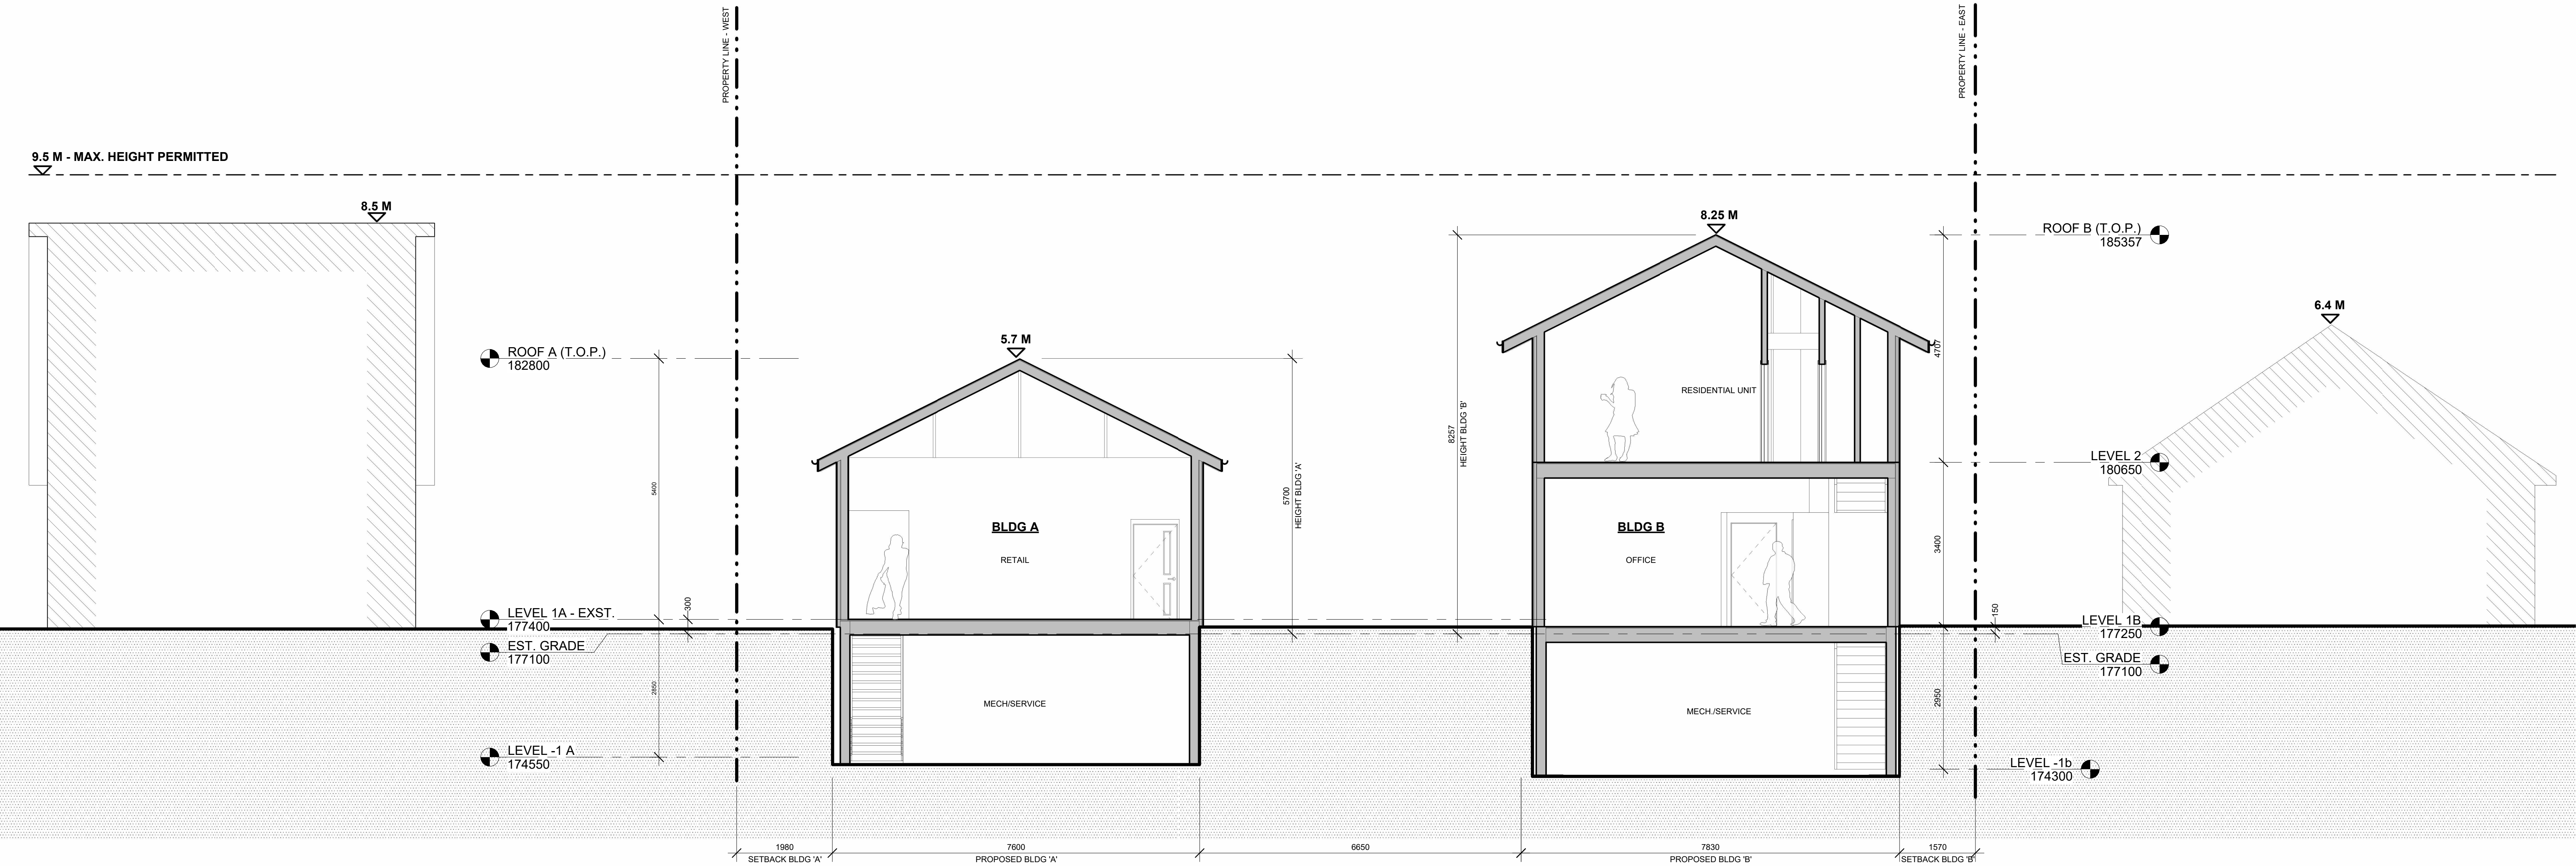 PROPERTY LINE - WEST
PROPERTY LINE - EAST
9.5 M - MAX. HEIGHT PERMITTED
8.5 M
8.25 M
ROOF B (T.O.P.)
185357
6.4 M
5.7 M
ROOF A (T.O.P.)
182800
4707
RESIDENTIAL UNIT
8257
HEIGHT BLDG 'B'
LEVEL 2
180650
5400
5700
HEIGHT BLDG 'A'
BLDG A
RETAIL
BLDG B
OFFICE
3400
LEVEL 1A - EXST.
177400
300
150
LEVEL 1B
177250
EST. GRADE
177100
EST. GRADE
177100
2850
MECH/SERVICE
MECH./SERVICE
2950
LEVEL -1 A
174550
LEVEL -1b
174300
1980
SETBACK BLDG 'A'
7600
PROPOSED BLDG 'A'
6650
7830
PROPOSED BLDG 'B'
1570
SETBACK BLDG 'B'